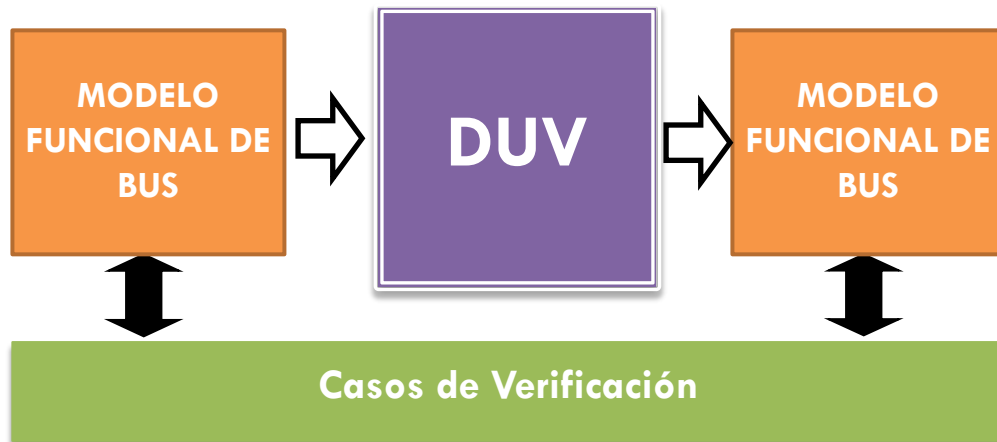 MODELO
FUNCIONAL DE
BUS
DUV
MODELO
FUNCIONAL DE
BUS
Casos de Verificación